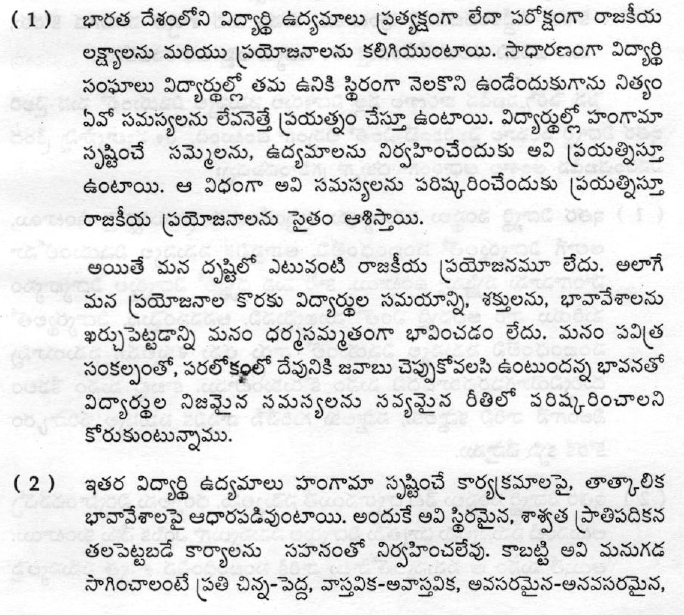 ( 1 ) భారత దేశంలోని విద్యార్థి ఉద్యమాలు ప్రత్యక్షంగా లేదా పరోక్షంగా రాజకీయ
లక్ష్యాలను మరియు ప్రయోజనాలను కలిగియుంటాయి. సాధారణంగా విద్యార్థి
సంఘాలు విద్యార్థుల్లో తమ ఉనికి స్థిరంగా నెలకొని ఉండేందుకుగాను నిత్యం
ఏవో సమస్యలను లేవనెత్తే ప్రయత్నం చేస్తూ ఉంటాయి. విద్యార్థుల్లో హంగామా
సృష్టించే సమ్మెలను, ఉద్యమాలను నిర్వహించేందుకు అవి ప్రయత్నిస్తూ
ఉంటాయి. ఆ విధంగా అవి సమస్యలను పరిష్కరించేందుకు ప్రయత్నిస్తూ
రాజకీయ ప్రయోజనాలను సైతం ఆశిస్తాయి.
అయితే మన దృష్టిలో ఎటువంటి రాజకీయ ప్రయోజనమూ లేదు. అలాగే
మన ప్రయోజనాల కొరకు విద్యార్థుల సమయాన్ని, శక్తులను, భావావేశాలను
ఖర్చుపెట్టడాన్ని మనం ధర్మసమ్మతంగా భావించడం లేదు. మనం పవిత్ర
సంకల్పంతో, పరలోకంలో దేవునికి జవాబు చెప్పుకోవలసి ఉంటుందన్న భావనతో
విద్యార్థుల నిజమైన సమస్యలను సవ్యమైన రీతిలో పరిష్కరించాలని
కోరుకుంటున్నాము.
( 2 ) ఇతర విద్యార్థి ఉద్యమాలు హంగామా సృష్టించే కార్యక్రమాలపై, తాత్కాలిక
భావావేశాలపై ఆధారపడివుంటాయి. అందుకే అవి స్థిరమైన, శాశ్వత ప్రాతిపదికన
తలపెట్టబడే కార్యాలను సహనంతో నిర్వహించలేవు. కాబట్టి అవి మనుగడ
సాగించాలంటే ప్రతి చిన్న-పెద్ద, వాస్తవిక-అవాస్తవిక, అవసరమైన-అనవసరమైన,